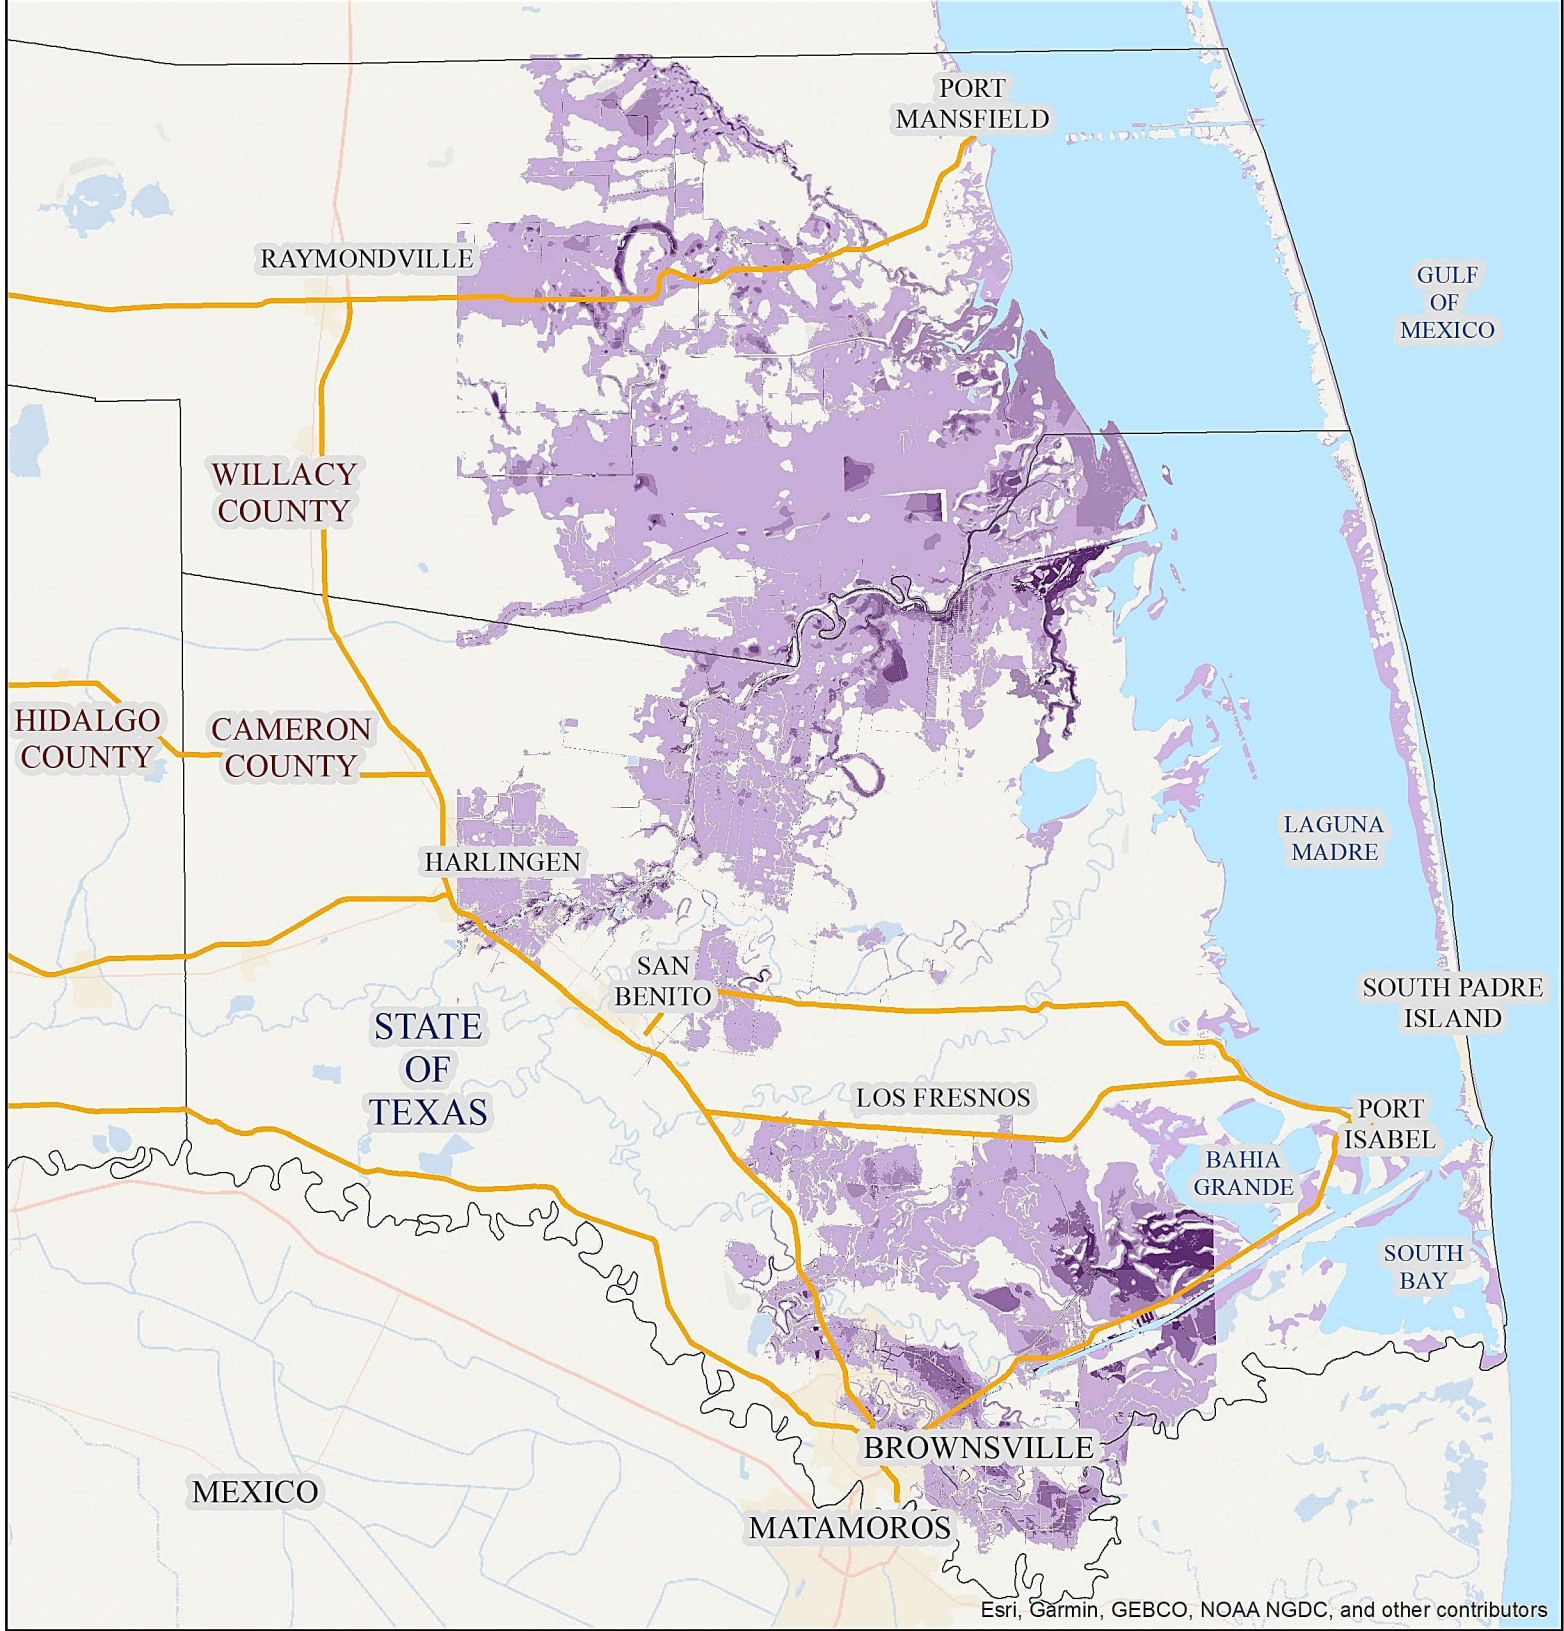 PORT
MANSFIELD
RAYMONDVILLE
GULF
OF
MEXICO
WILLACY
COUNTY
HIDALGO
COUNTY
CAMERON
COUNTY
LAGUNA
MADRE
HARLINGEN
SAN
BENITO
SOUTH PADRE
ISLAND
STATE
OF
TEXAS
LOS FRESNOS
PORT
ISABEL
BAHIA
GRANDE
SOUTH
BAY
BROWNSVILLE
MEXICO
MATAMOROS
Esri, Garmin, GEBCO, NOAA NGDC, and other contributors